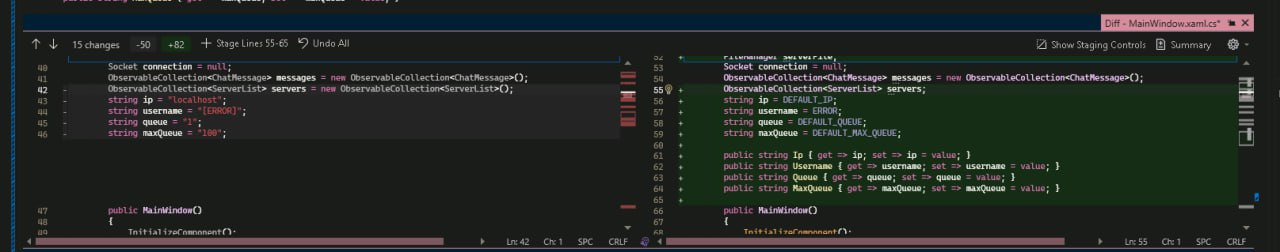 Diff - MainWindow.xaml.cs*
15 changes -50 +82 Stage Lines 55-65 Undo All Show Staging Controls Summary
40 Socket connection = null;
41 ObservableCollection<ChatMessage> messages = new ObservableCollection<ChatMessage>();
42 - ObservableCollection<ServerList> servers = new ObservableCollection<ServerList>();
43 - string ip = "localhost";
44 - string username = "[ERROR]";
45 - string queue = "1";
46 - string maxQueue = "100";
47 public MainWindow()
48 {
49 InitializeComponent();
Ln: 42 Ch: 1 SPC CRLF
52 + FileManager serverFile;
53 Socket connection = null;
54 ObservableCollection<ChatMessage> messages = new ObservableCollection<ChatMessage>();
55 + ObservableCollection<ServerList> servers;
56 + string ip = DEFAULT_IP;
57 + string username = ERROR;
58 + string queue = DEFAULT_QUEUE;
59 + string maxQueue = DEFAULT_MAX_QUEUE;
60 +
61 + public string Ip { get => ip; set => ip = value; }
62 + public string Username { get => username; set => username = value; }
63 + public string Queue { get => queue; set => queue = value; }
64 + public string MaxQueue { get => maxQueue; set => maxQueue = value; }
65 +
66 public MainWindow()
67 {
68 InitializeComponent();
Ln: 55 Ch: 1 SPC CRLF